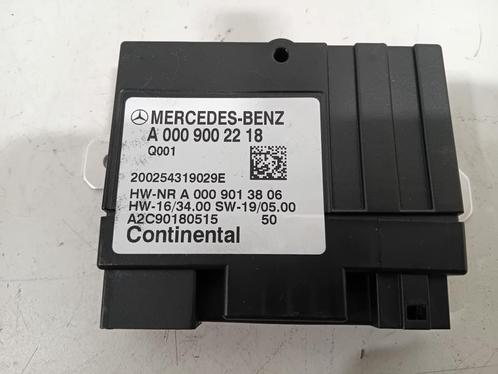 MERCEDES-BENZ
A 000 900 22 18
Q001
200254319029E
HW-NR A 000 901 38 06
HW-16/34.00 SW-19/05.00
A2C90180515 50
Continental